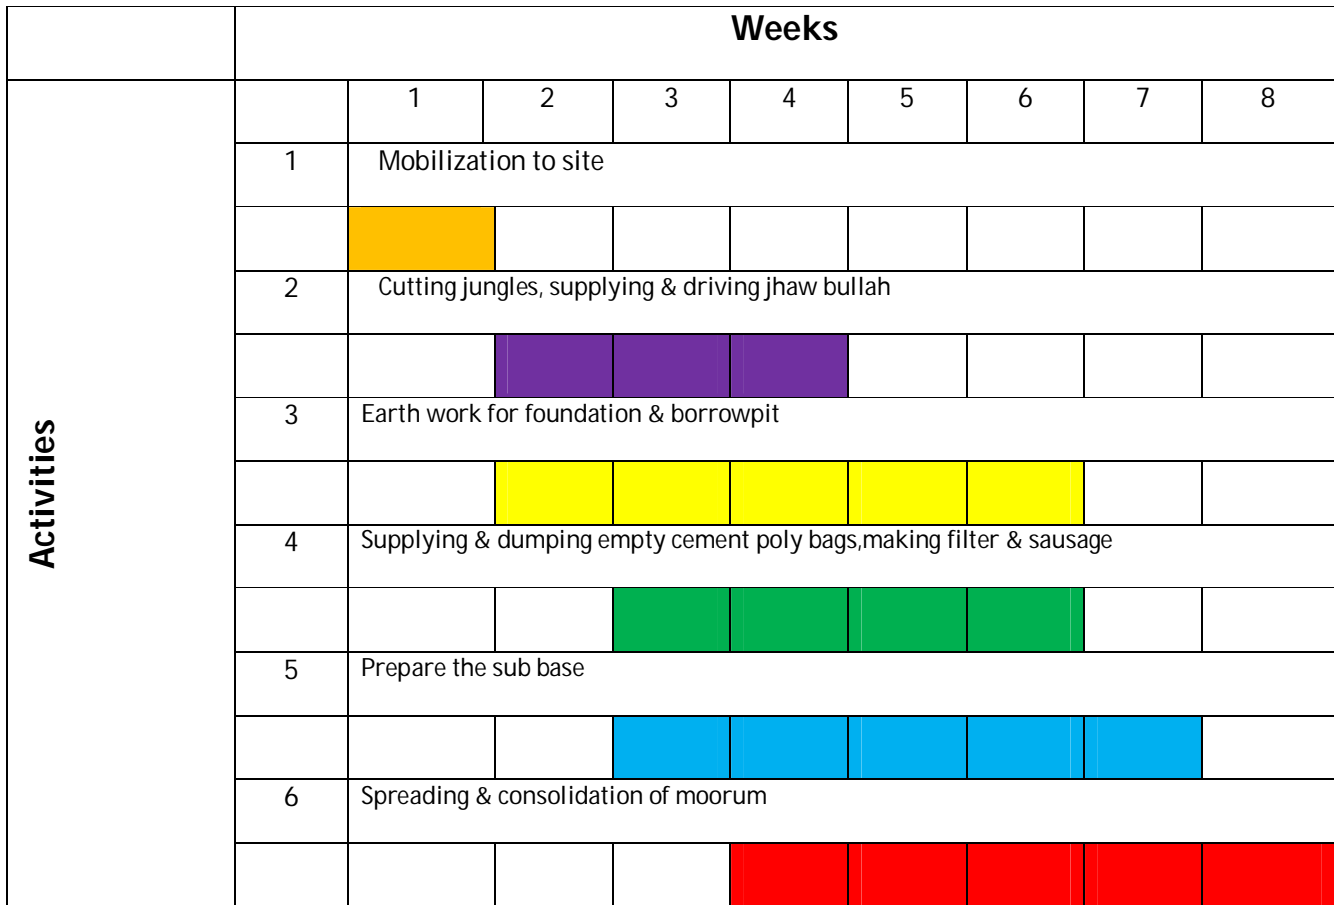 Weeks
Activities
1 2 3 4 5 6 7 8
1 Mobilization to site
2 Cutting jungles, supplying & driving jhaw bullah
3 Earth work for foundation & borrowpit
4 Supplying & dumping empty cement poly bags,making filter & sausage
5 Prepare the sub base
6 Spreading & consolidation of moorum